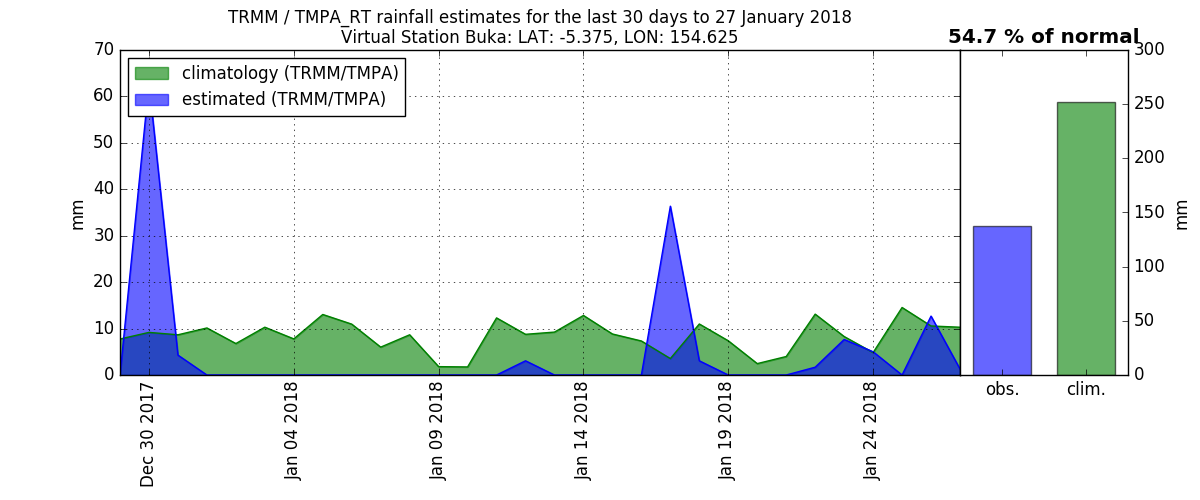 TRMM / TMPA_RT rainfall estimates for the last 30 days to 27 January 2018
Virtual Station Buka: LAT: -5.375, LON: 154.625
54.7 % of normal
climatology (TRMM/TMPA)
estimated (TRMM/TMPA)
mm
70
60
50
40
30
20
10
0
Dec 30 2017
Jan 04 2018
Jan 09 2018
Jan 14 2018
Jan 19 2018
Jan 24 2018
obs.
clim.
300
250
200
150
100
50
0
mm